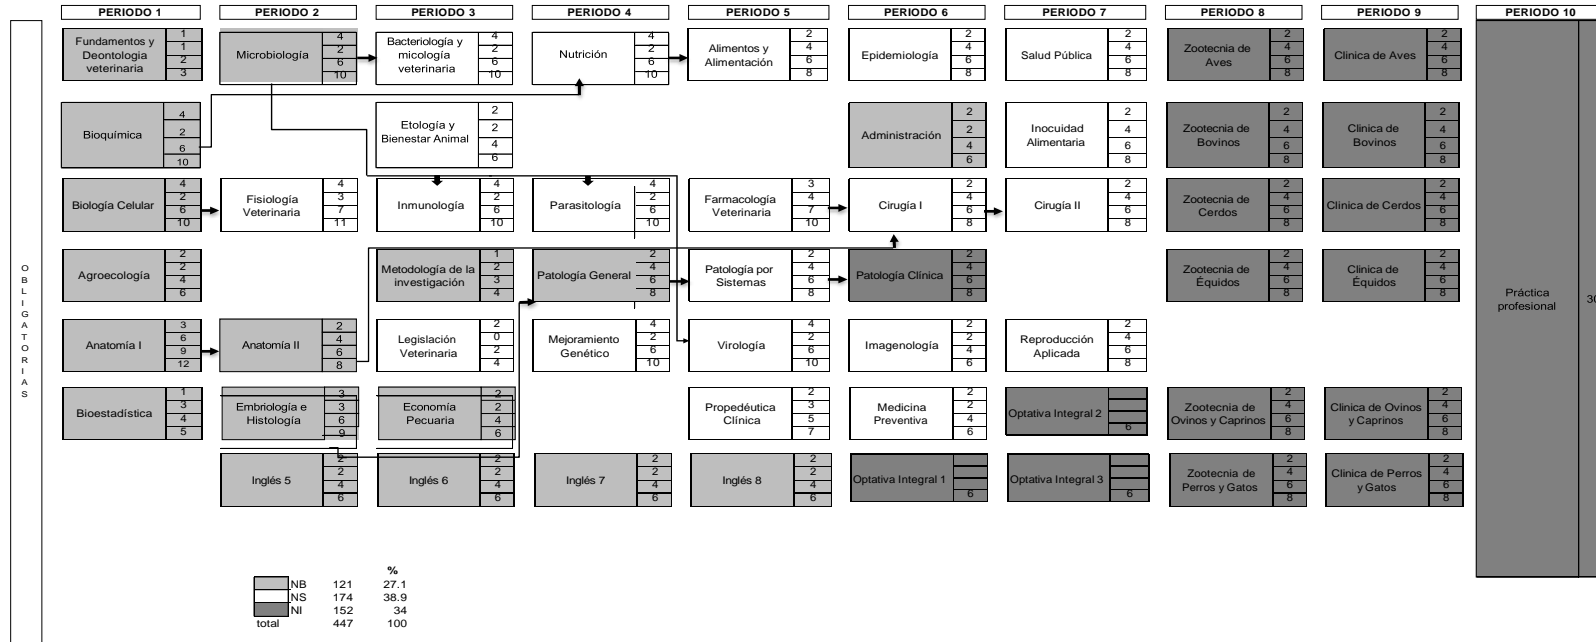 PERIODO 1
PERIODO 2
PERIODO 3
PERIODO 4
PERIODO 5
PERIODO 6
PERIODO 7
PERIODO 8
PERIODO 9
PERIODO 10
OBLIGATORIAS
Fundamentos y
Deontologia
veterinaria
1
1
2
3
Microbiología
4
2
6
10
Bacteriología y
micología
veterinaria
4
2
6
10
Nutrición
4
2
6
10
Alimentos y
Alimentación
2
4
6
8
Epidemiología
2
4
6
8
Salud Pública
2
4
6
8
Zootecnia de
Aves
2
4
6
8
Clinica de Aves
2
4
6
8
Bioquímica
4
2
6
10
Etología y
Bienestar Animal
2
2
4
6
Administración
2
2
4
6
Inocuidad
Alimentaria
2
4
6
8
Zootecnia de
Bovinos
2
4
6
8
Clinica de
Bovinos
2
4
6
8
Biología Celular
4
2
6
10
Fisiología
Veterinaria
4
3
7
11
Inmunología
4
2
6
10
Parasitología
4
2
6
10
Farmacología
Veterinaria
3
4
7
10
Cirugía I
2
4
6
8
Cirugía II
2
4
6
8
Zootecnia de
Cerdos
2
4
6
8
Clinica de Cerdos
2
4
6
8
Agroecología
2
2
4
6
Metodología de la
investigación
1
2
3
4
Patología General
2
4
6
8
Patología por
Sistemas
2
4
6
8
Patología Clínica
2
4
6
8
Zootecnia de
Équidos
2
4
6
8
Clínica de
Équidos
2
4
6
8
Práctica
profesional
30
Anatomía I
3
6
9
12
Anatomía II
2
4
6
8
Legislación
Veterinaria
2
0
2
4
Mejoramiento
Genético
4
2
6
10
Virología
4
2
6
10
Imagenología
2
2
4
6
Reproducción
Aplicada
2
4
6
8
Bioestadística
1
3
4
5
Embriología e
Histología
3
3
6
9
Economía
Pecuaria
2
2
4
6
Propedéutica
Clínica
2
3
5
7
Medicina
Preventiva
2
2
4
6
Optativa Integral 2
6
Zootecnia de
Ovinos y Caprinos
2
4
6
8
Clinica de Ovinos
y Caprinos
2
4
6
8
Inglés 5
2
2
4
6
Inglés 6
2
2
4
6
Inglés 7
2
2
4
6
Inglés 8
2
2
4
6
Optativa Integral 1
6
Optativa Integral 3
6
Zootecnia de
Perros y Gatos
2
4
6
8
Clinica de Perros
y Gatos
2
4
6
8
%
NB 121 27.1
NS 174 38.9
NI 152 34
total 447 100